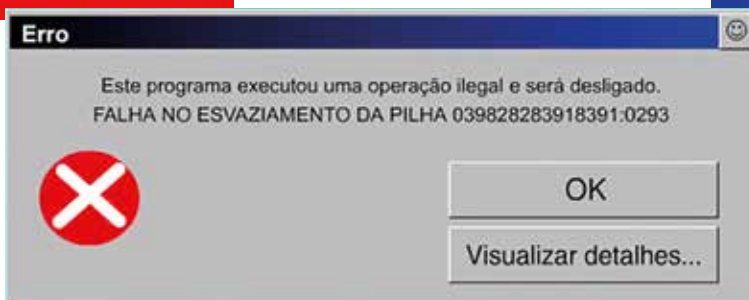 Erro
Este programa executou uma operação ilegal e será desligado.
FALHA NO ESVAZIAMENTO DA PILHA 039828283918391:0293
OK
Visualizar detalhes...